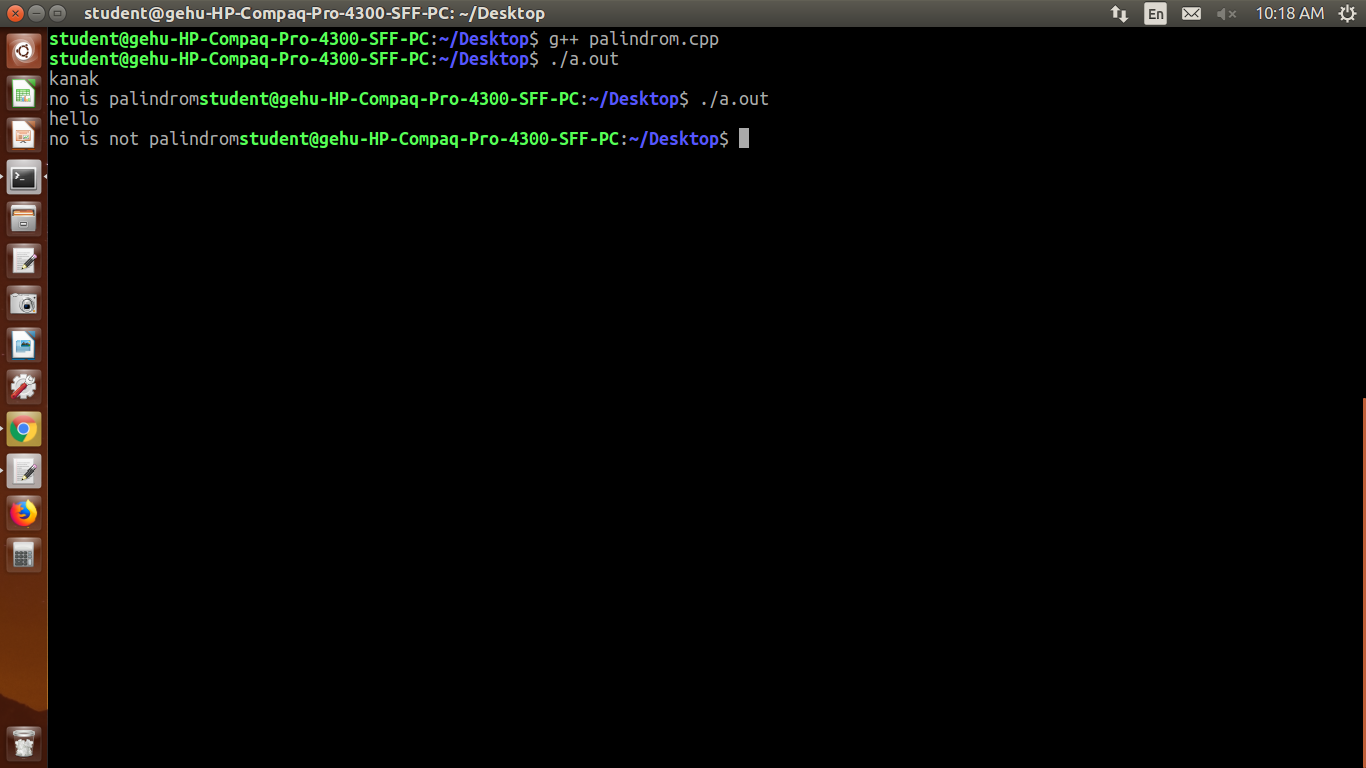 student@gehu-HP-Compaq-Pro-4300-SFF-PC: ~/Desktop
En
10:18 AM
student@gehu-HP-Compaq-Pro-4300-SFF-PC:~/Desktop$ g++ palindrom.cpp
student@gehu-HP-Compaq-Pro-4300-SFF-PC:~/Desktop$ ./a.out
kanak
no is palindromstudent@gehu-HP-Compaq-Pro-4300-SFF-PC:~/Desktop$ ./a.out
hello
no is not palindromstudent@gehu-HP-Compaq-Pro-4300-SFF-PC:~/Desktop$